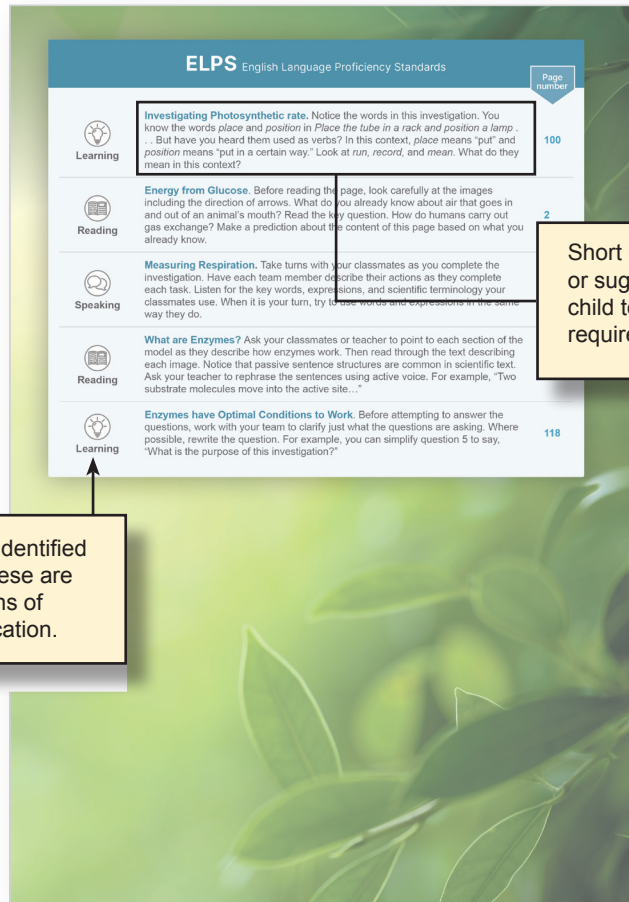 ELPS English Language Proficiency Standards
Page
number
Investigating Photosynthetic rate. Notice the words in this investigation. You
know the words place and position in Place the tube in a rack and position a lamp .
. . But have you heard them used as verbs? In this context, place means "put" and
position means "put in a certain way." Look at run, record, and mean. What do they
mean in this context?
Learning
100
Energy from Glucose. Before reading the page, look carefully at the images
including the direction of arrows. What do you already know about air that goes in
and out of an animal's mouth? Read the key question. How do humans carry out
gas exchange? Make a prediction about the content of this page based on what you
already know.
Reading
2
Measuring Respiration. Take turns with your classmates as you complete the
investigation. Have each team member describe their actions as they complete
each task. Listen for the key words, expressions, and scientific terminology your
classmates use. When it is your turn, try to use words and expressions in the same
way they do.
Speaking
What are Enzymes? Ask your classmates or teacher to point to each section of the
model as they describe how enzymes work. Then read through the text describing
each image. Notice that passive sentence structures are common in scientific text.
Ask your teacher to rephrase the sentences using active voice. For example, "Two
substrate molecules move into the active site…"
Reading
Enzymes have Optimal Conditions to Work. Before attempting to answer the
questions, work with your team to clarify just what the questions are asking. Where
possible, rewrite the question. For example, you can simplify question 5 to say,
"What is the purpose of this investigation?"
Learning
118
Short
or sug
child t
require
dentified
ese are
ns of
cation.